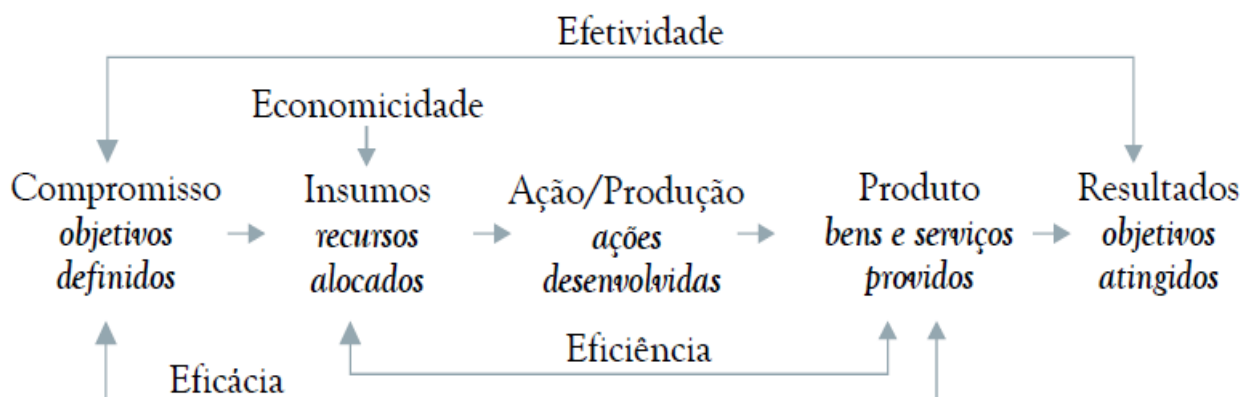 Efetividade
Economicidade
Compromisso
objetivos
definidos
Insumos
recursos
alocados
Ação/Produção
ações
desenvolvidas
Produto
bens e serviços
providos
Resultados
objetivos
atingidos
Eficiência
Eficácia